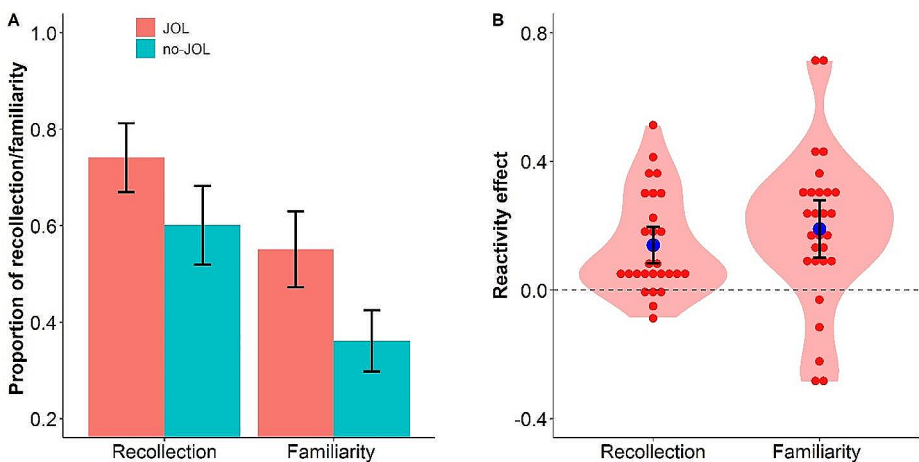 A
Proportion of recollection/familiarity
1.0
0.8
0.6
0.4
0.2
JOL
no-JOL
Recollection
Familiarity
B
Reactivity effect
0.8
0.4
0.0
-0.4
Recollection
Familiarity